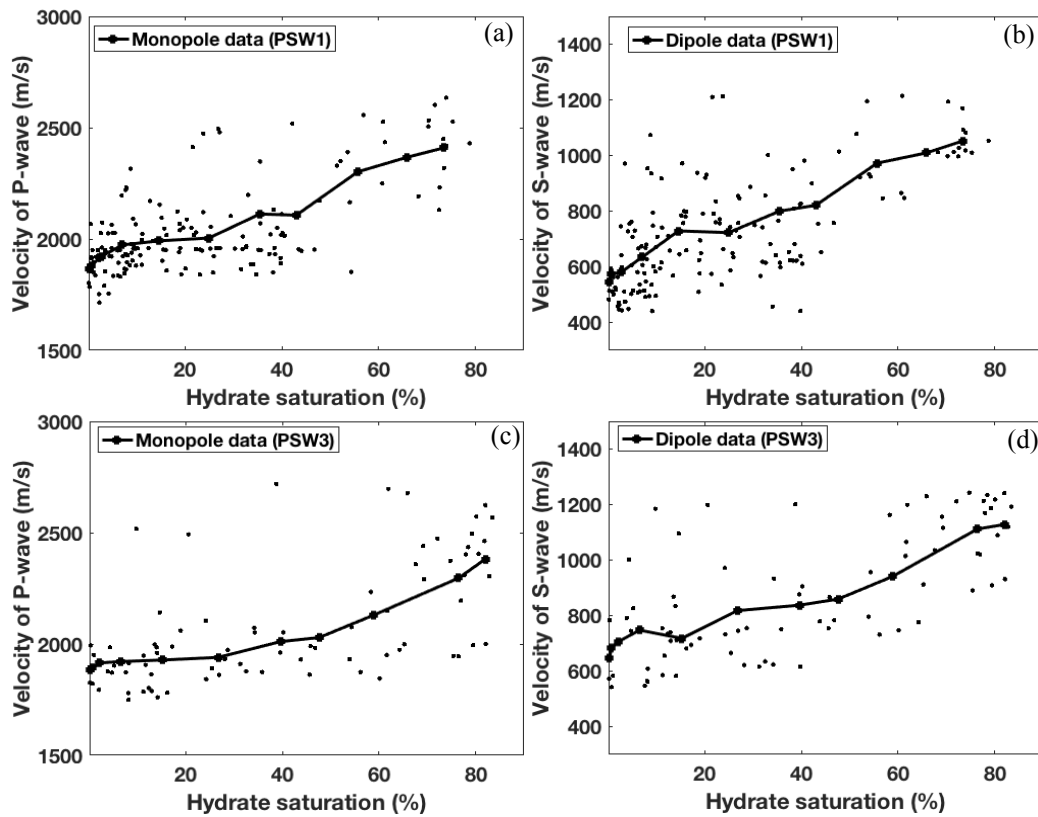 3000
2500
2000
1500
Velocity of P-wave (m/s)
Monopole data (PSW1)
(a)
20
40
60
80
Hydrate saturation (%)
1400
1200
1000
800
600
400
Velocity of S-wave (m/s)
Dipole data (PSW1)
(b)
20
40
60
80
Hydrate saturation (%)
3000
2500
2000
1500
Velocity of P-wave (m/s)
Monopole data (PSW3)
(c)
20
40
60
80
Hydrate saturation (%)
1400
1200
1000
800
600
400
Velocity of S-wave (m/s)
Dipole data (PSW3)
(d)
20
40
60
80
Hydrate saturation (%)